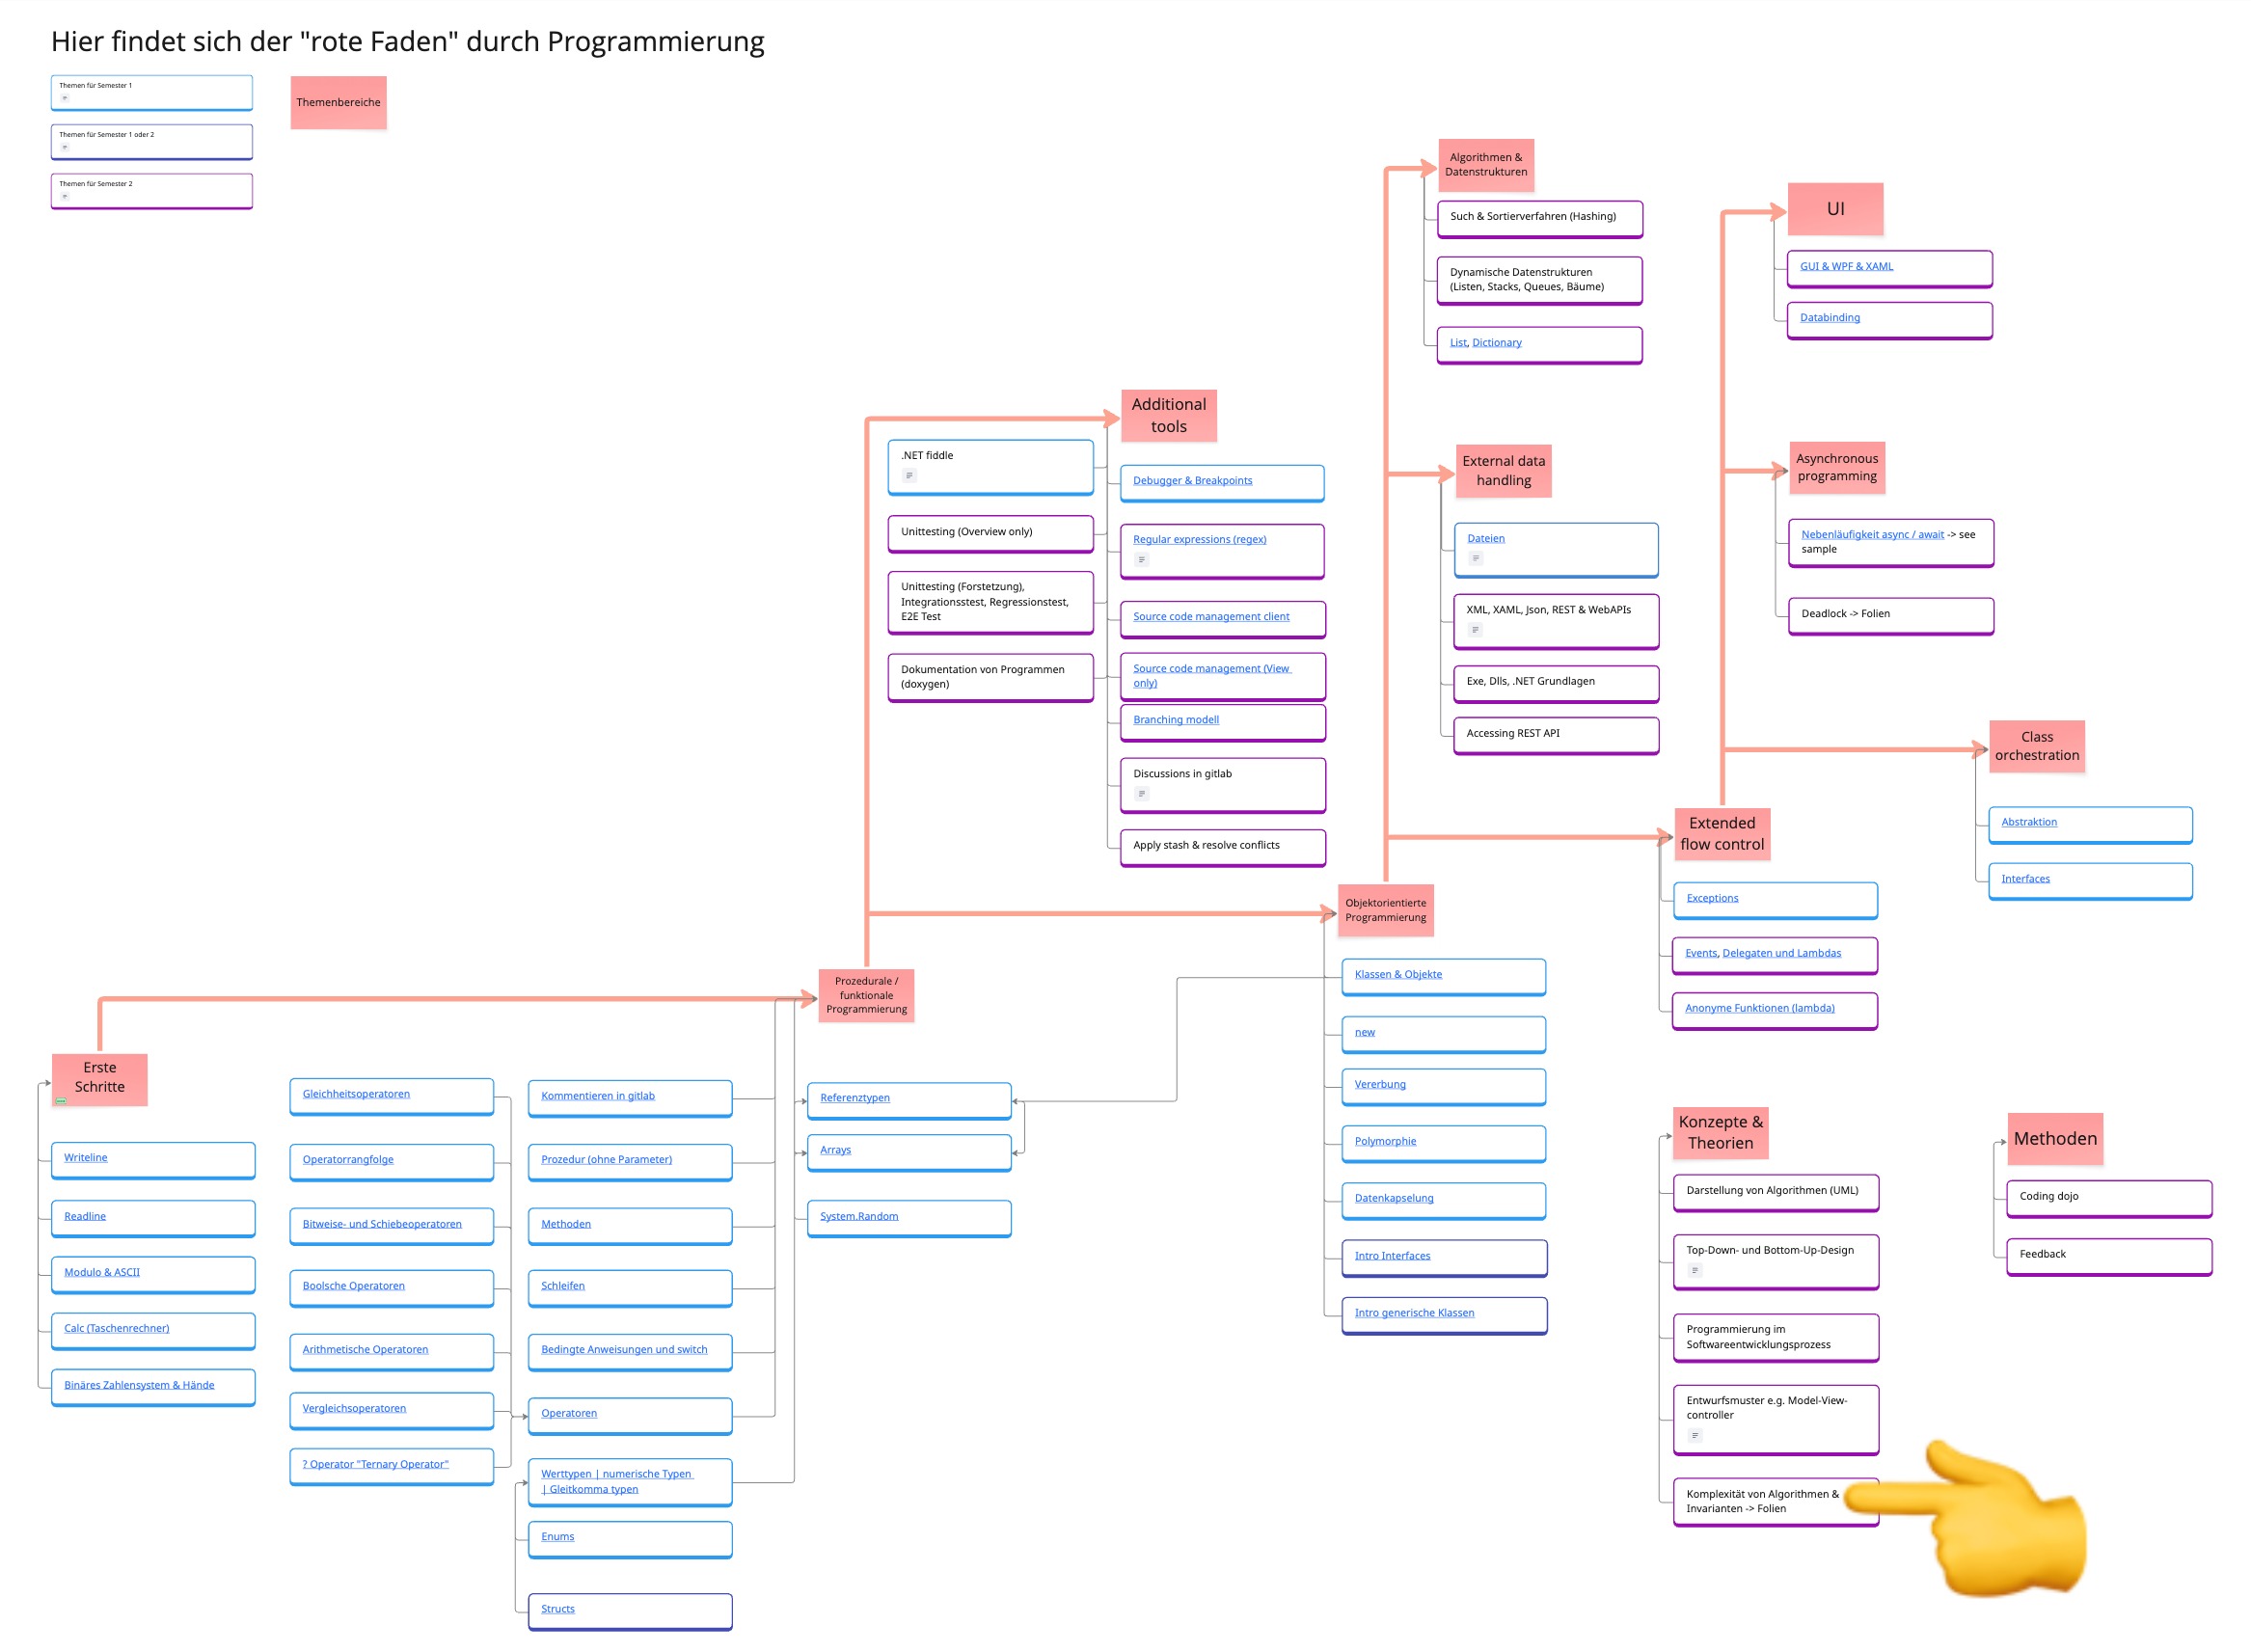 Hier findet sich der "rote Faden" durch Programmierung
Themen für Semester 1
Themen für Semester 1 oder 2
Themen für Semester 2
Themenbereiche
Algorithmen &
Datenstrukturen
Such & Sortierverfahren (Hashing)
Dynamische Datenstrukturen
(Listen, Stacks, Queues, Bäume)
List, Dictionary
UI
GUI & WPF & XAML
Databinding
Additional
tools
.NET fiddle
Unittesting (Overview only)
Unittesting (Forstetzung),
Integrationsstest, Regressionstest,
E2E Test
Dokumentation von Programmen
(doxygen)
Debugger & Breakpoints
Regular expressions (regex)
Source code management client
Source code management (View
only)
Branching modell
Discussions in gitlab
Apply stash & resolve conflicts
External data
handling
Dateien
XML, XAML, Json, REST & WebAPIs
Exe, Dlls, .NET Grundlagen
Accessing REST API
Asynchronous
programming
Nebenläufigkeit async / await -> see
sample
Deadlock -> Folien
Class
orchestration
Abstraktion
Interfaces
Extended
flow control
Exceptions
Events, Delegaten und Lambdas
Anonyme Funktionen (lambda)
Objektorientierte
Programmierung
Klassen & Objekte
new
Vererbung
Polymorphie
Datenkapselung
Intro Interfaces
Intro generische Klassen
Prozedurale /
funktionale
Programmierung
Erste
Schritte
Writeline
Readline
Modulo & ASCII
Calc (Taschenrechner)
Binäres Zahlensystem & Hände
Gleichheitsoperatoren
Operatorrangfolge
Bitweise- und Schiebeoperatoren
Boolsche Operatoren
Arithmetische Operatoren
Vergleichsoperatoren
? Operator "Ternary Operator"
Kommentieren in gitlab
Prozedur (ohne Parameter)
Methoden
Schleifen
Bedingte Anweisungen und switch
Operatoren
Werttypen | numerische Typen
| Gleitkomma typen
Enums
Structs
Referenztypen
Arrays
System.Random
Konzepte &
Theorien
Darstellung von Algorithmen (UML)
Top-Down- und Bottom-Up-Design
Programmierung im
Softwareentwicklungsprozess
Entwurfsmuster e.g. Model-View-
controller
Komplexität von Algorithmen &
Invarianten -> Folien
Methoden
Coding dojo
Feedback